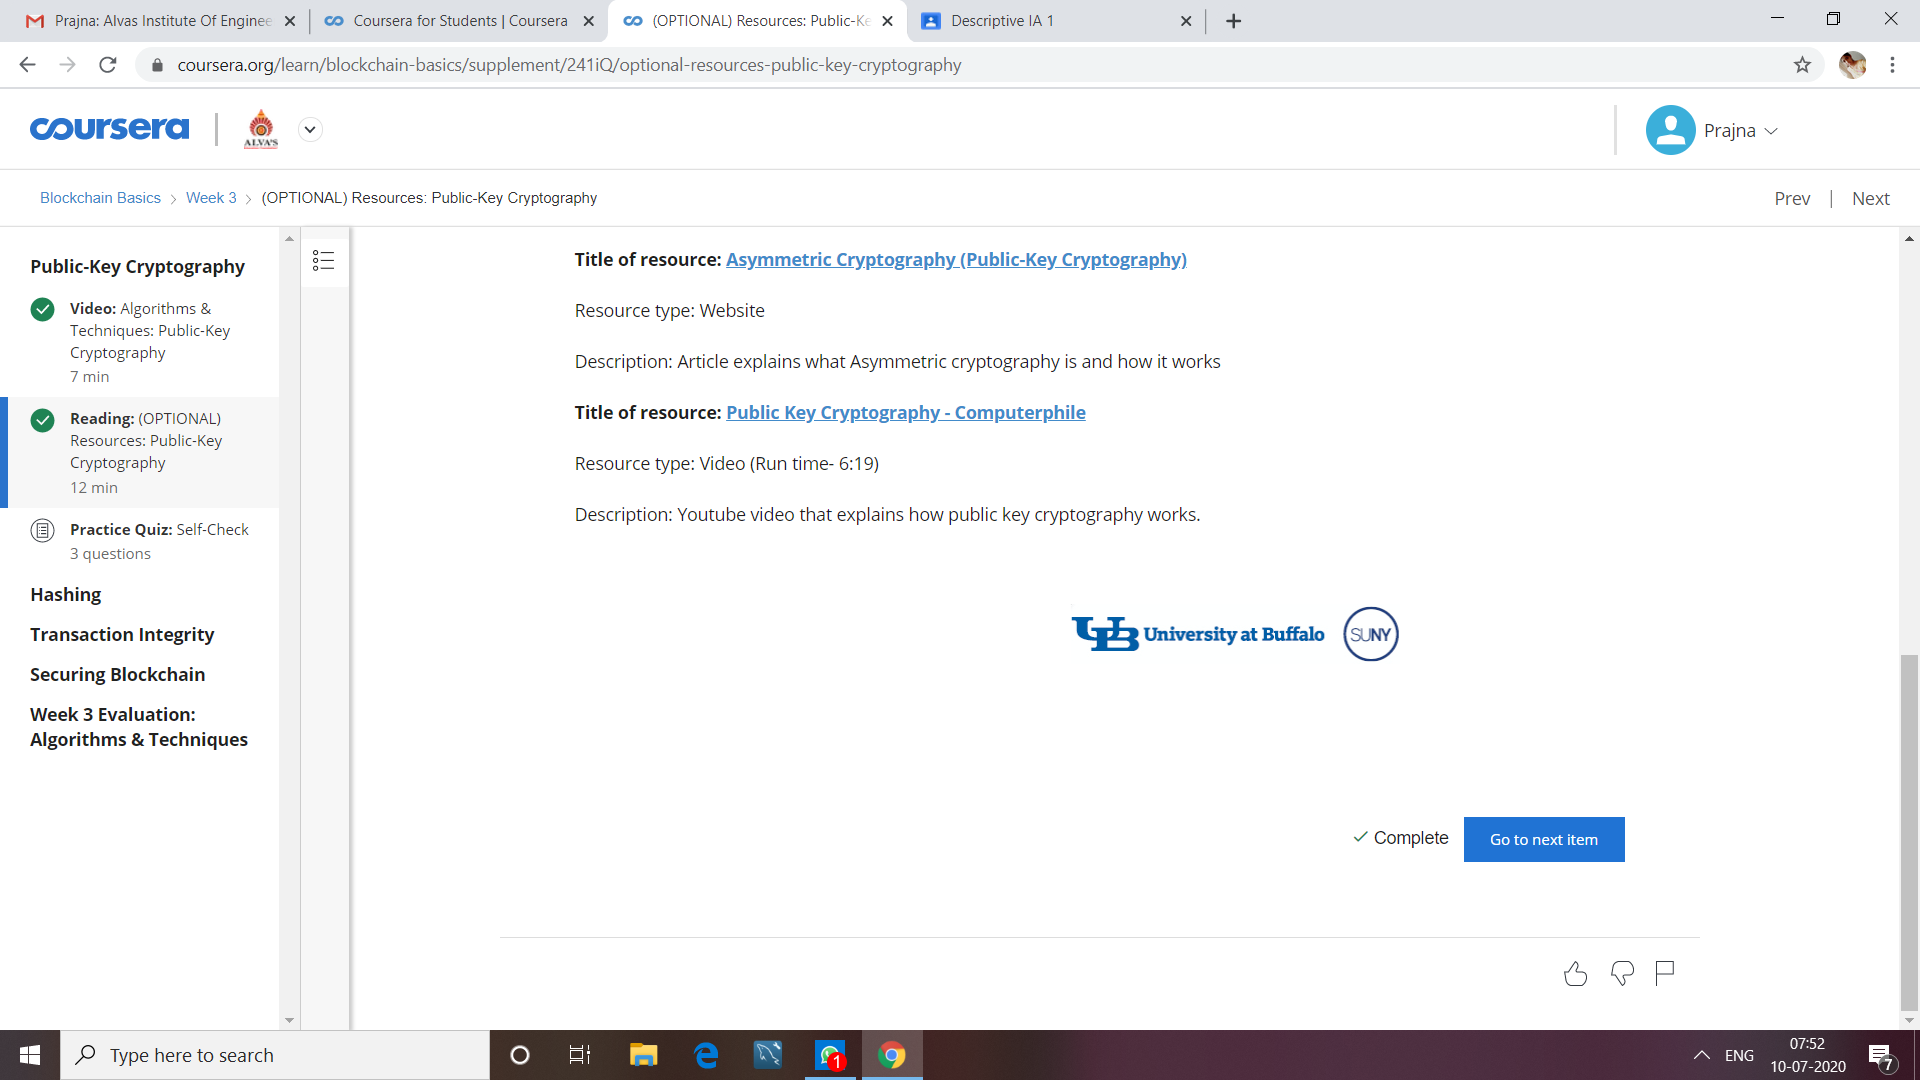 Prajna: Alvas Institute Of Enginee
Coursera for Students | Coursera
(OPTIONAL) Resources: Public-Ke
Descriptive IA 1
coursera.org/learn/blockchain-basics/supplement/241iQ/optional-resources-public-key-cryptography
coursera
ALVA'S
Prajna
Blockchain Basics > Week 3 > (OPTIONAL) Resources: Public-Key Cryptography
Prev | Next
Public-Key Cryptography
Video: Algorithms &
Techniques: Public-Key
Cryptography
7 min
Reading: (OPTIONAL)
Resources: Public-Key
Cryptography
12 min
Practice Quiz: Self-Check
3 questions
Hashing
Transaction Integrity
Securing Blockchain
Week 3 Evaluation:
Algorithms & Techniques
Title of resource: Asymmetric Cryptography (Public-Key Cryptography)
Resource type: Website
Description: Article explains what Asymmetric cryptography is and how it works
Title of resource: Public Key Cryptography - Computerphile
Resource type: Video (Run time- 6:19)
Description: Youtube video that explains how public key cryptography works.
UB University at Buffalo SUNY
Complete
Go to next item
Type here to search
1
ENG
07:52
10-07-2020
7